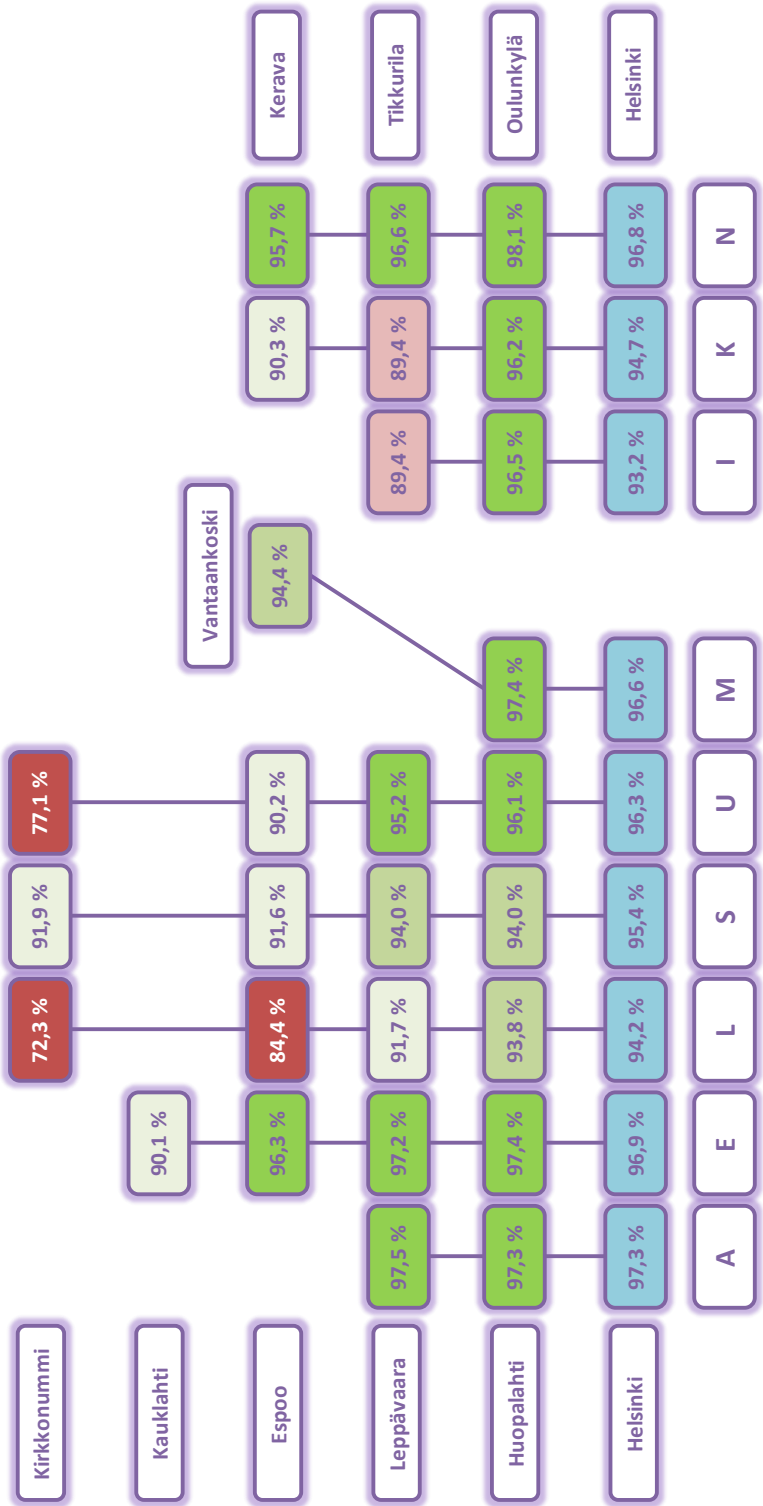 Kirkkonummi 72,3 % 91,9 % 77,1 %
Kauklahti 90,1 %
Vantaankoski
Espoo 96,3 % 84,4 % 91,6 % 90,2 % 94,4 % 90,3 % 95,7 % Kerava
Leppävaara 97,5 % 97,2 % 91,7 % 94,0 % 95,2 % 89,4 % 89,4 % 96,6 % Tikkurila
Huopalahti 97,3 % 97,4 % 93,8 % 94,0 % 96,1 % 97,4 % 96,5 % 96,2 % 98,1 % Oulunkylä
Helsinki 97,3 % 96,9 % 94,2 % 95,4 % 96,3 % 96,6 % 93,2 % 94,7 % 96,8 % Helsinki
A E L S U M I K N